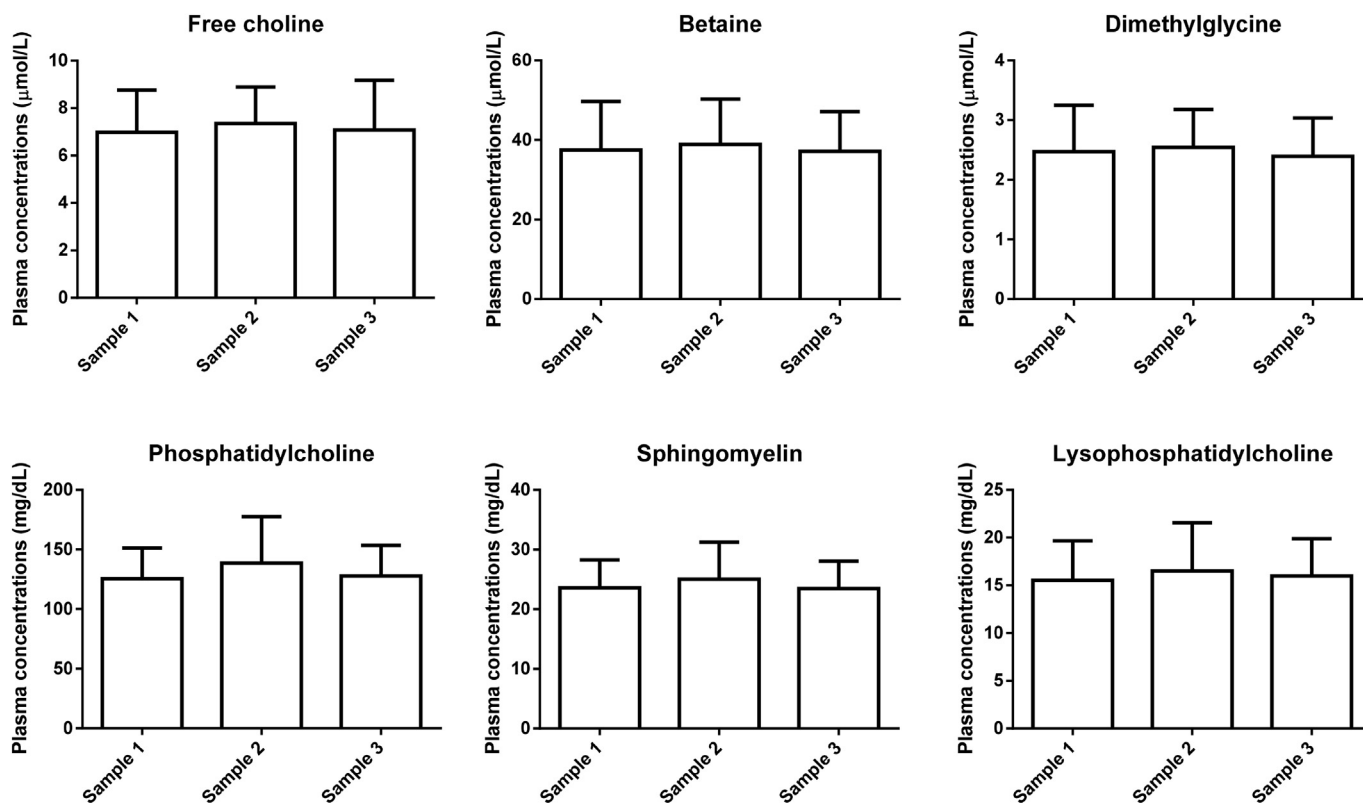 Free choline
Plasma concentrations (μmol/L)
10
8
6
4
2
0
Sample 1
Sample 2
Sample 3
Betaine
Plasma concentrations (μmol/L)
60
40
20
0
Sample 1
Sample 2
Sample 3
Dimethylglycine
Plasma concentrations (μmol/L)
4
3
2
1
0
Sample 1
Sample 2
Sample 3
Phosphatidylcholine
Plasma concentrations (mg/dL)
200
150
100
50
0
Sample 1
Sample 2
Sample 3
Sphingomyelin
Plasma concentrations (mg/dL)
40
30
20
10
0
Sample 1
Sample 2
Sample 3
Lysophosphatidylcholine
Plasma concentrations (mg/dL)
25
20
15
10
5
0
Sample 1
Sample 2
Sample 3